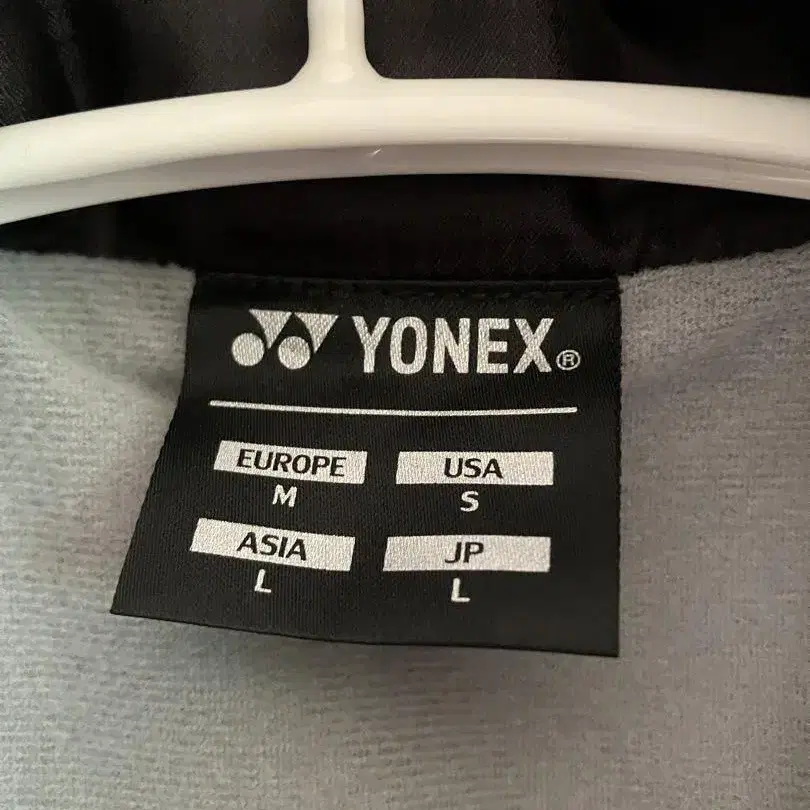 YONEX®
EUROPE USA
M S
ASIA JP
L L